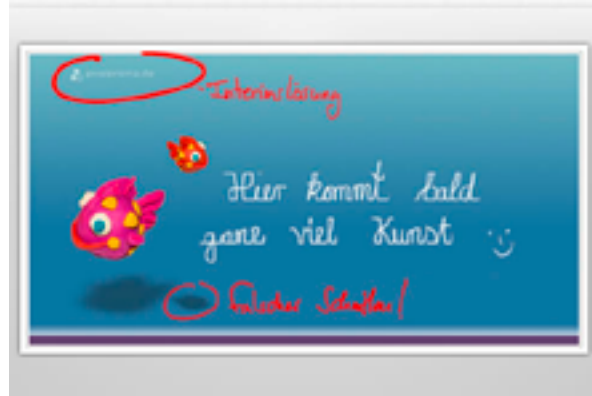 Interimslösung
Hier kommt bald
ganz viel Kunst :-)
falscher Schatten!